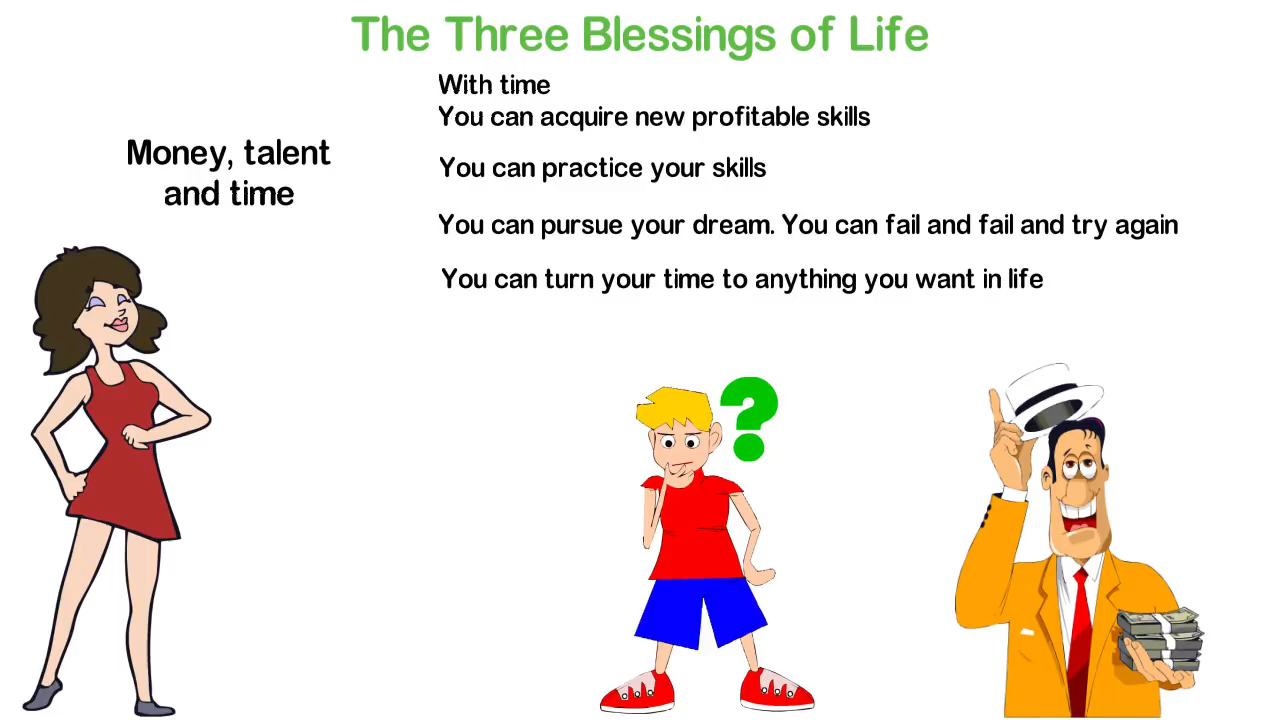 The Three Blessings of Life
With time
You can acquire new profitable skills
Money, talent
and time
You can practice your skills
You can pursue your dream. You can fail and fail and try again
You can turn your time to anything you want in life
?